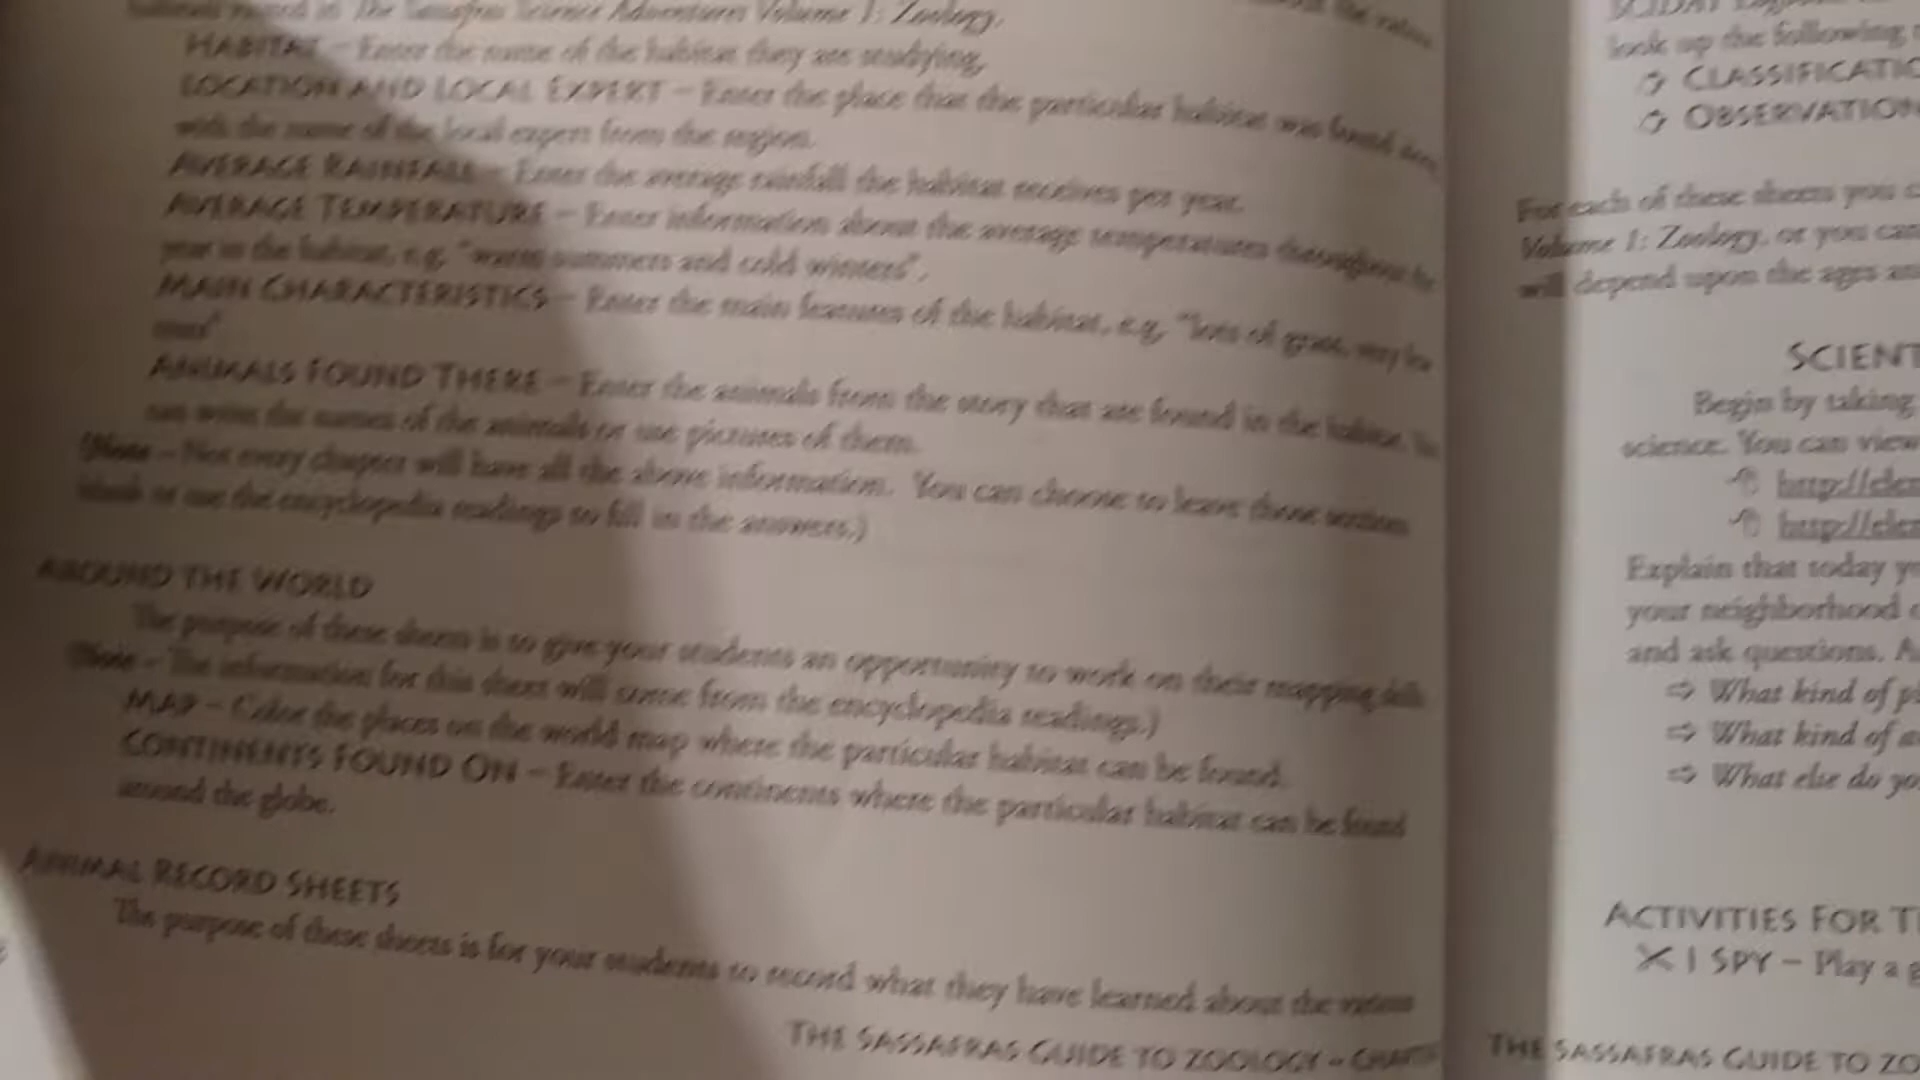 habitats visited in The Sassafras Science Adventures Volume 1: Zoology.
HABITAT – Enter the name of the habitat they are studying.
LOCATION AND LOCAL EXPERT – Enter the place that the particular habitat was found
with the name of the local expert from the region.
AVERAGE RAINFALL – Enter the average rainfall the habitat receives per year.
AVERAGE TEMPERATURE – Enter information about the average temperatures throughout the
year in the habitat, e.g, "warm summers and cold winters".
MAIN CHARACTERISTICS – Enter the main features of the habitat, e.g, "lots of grass, very few
trees"
ANIMALS FOUND THERE – Enter the animals from the story that are found in the habitat.
can write the names of the animals or use pictures of them.
(Note – Not every chapter will have all the above information. You can choose to leave these sections
blank or use the encyclopedia readings to fill in the answers.)
AROUND THE WORLD
The purpose of these sheets is to give your students an opportunity to work on their mapping skills
(Note – The information for this sheet will come from the encyclopedia readings.)
MAP – Color the places on the world map where the particular habitat can be found.
CONTINENTS FOUND ON – Enter the continents where the particular habitat can be found
around the globe.
ANIMAL RECORD SHEETS
The purpose of these sheets is for your students to record what they have learned about the various
THE SASSAFRAS GUIDE TO ZOOLOGY -
look up the following
CLASSIFICATIO
OBSERVATION
For each of these sheets you c
Volume 1: Zoology, or you can
will depend upon the ages an
SCIENT
Begin by taking
science. You can view
http://elem
http://elem
Explain that today yo
your neighborhood o
and ask questions. A
⇨ What kind of pl
⇨ What kind of a
⇨ What else do yo
ACTIVITIES FOR T
I SPY – Play a g
THE SASSAFRAS GUIDE TO ZO